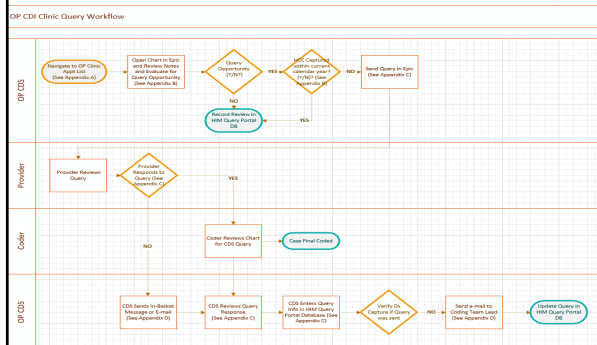 OP CDI Clinic Query Workflow
OP CDS
Navigate to OP Clinic
Appt List
(See Appendix A)
Open Chart in Epic
and Review Notes
and Evaluate for
Query Opportunity
(See Appendix B)
Query
Opportunity
(Y/N?)
YES
HCC Captured
within current
calendar year?
(Y/N)? (See
Appendix B)
NO
Send Query in Epic
(See Appendix C)
NO
YES
Record Review in
HIM Query Portal
DB
Provider
Provider Reviews
Query
Provider
Responds to
Query (See
Appendix C)
YES
NO
Coder
Coder Reviews Chart
for CDS Query
Case Final Coded
OP CDS
CDS Sends In-Basket
Message or E-mail
(See Appendix D)
CDS Reviews Query
Response
(See Appendix C)
CDS Enters Query
Info in HIM Query
Portal Database (See
Appendix C)
Verify Dx
Capture if Query
was sent
NO
Send e-mail to
Coding Team Lead
(See Appendix D)
Update Query in
HIM Query Portal
DB